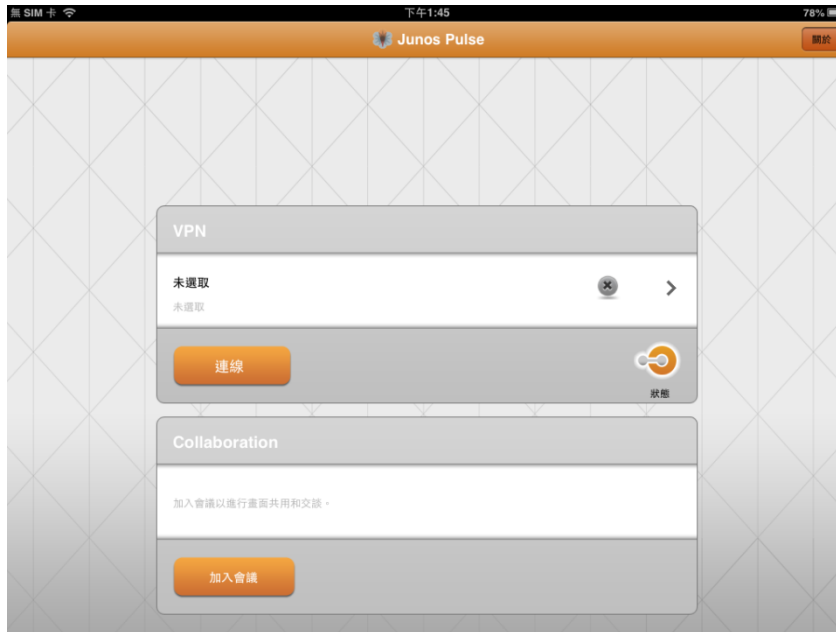 無 SIM 卡 下午1:45 78%
Junos Pulse 關於
VPN
未選取
未選取
連線
狀態
Collaboration
加入會議以進行畫面共用和交談。
加入會議